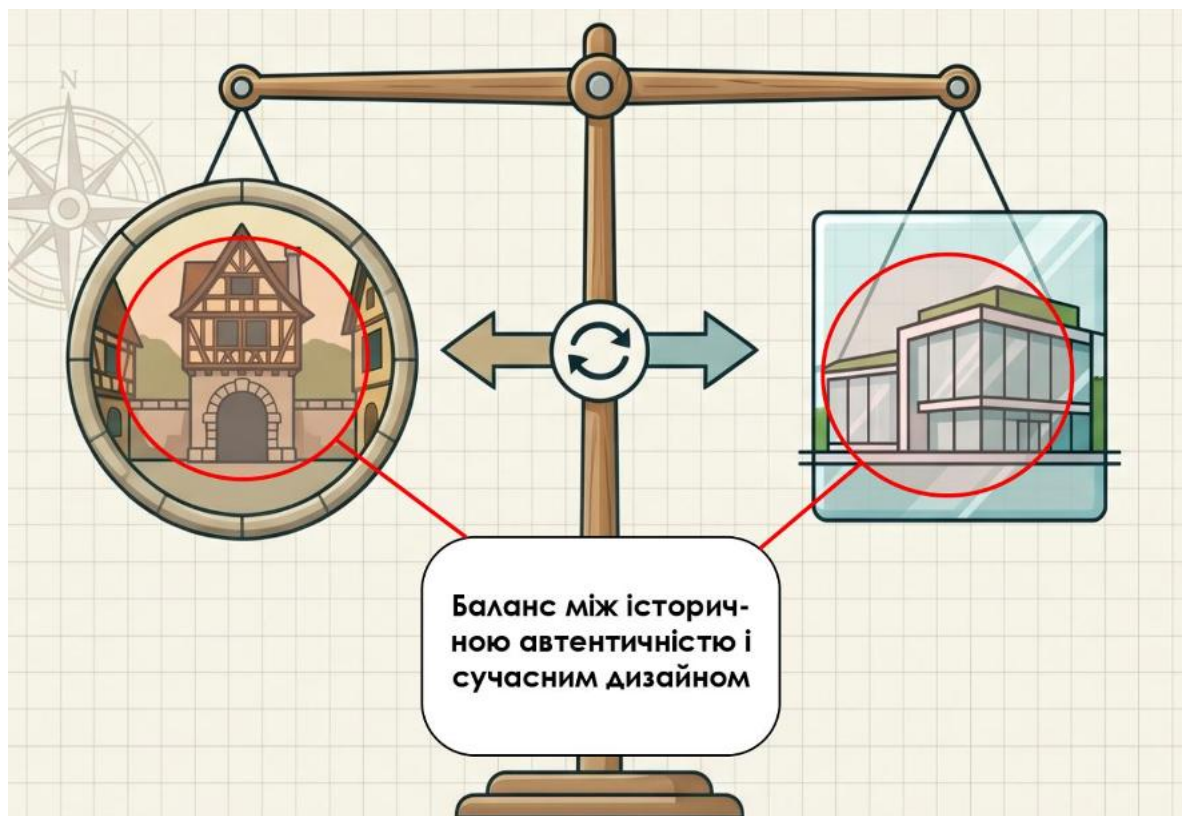 N
Баланс між історич-
ною автентичністю і
сучасним дизайном